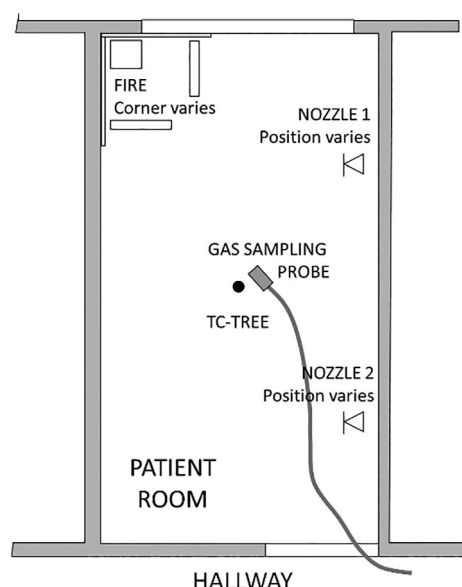 FIRE
Corner varies
NOZZLE 1
Position varies
GAS SAMPLING
PROBE
TC-TREE
NOZZLE 2
Position varies
PATIENT
ROOM
HALLWAY